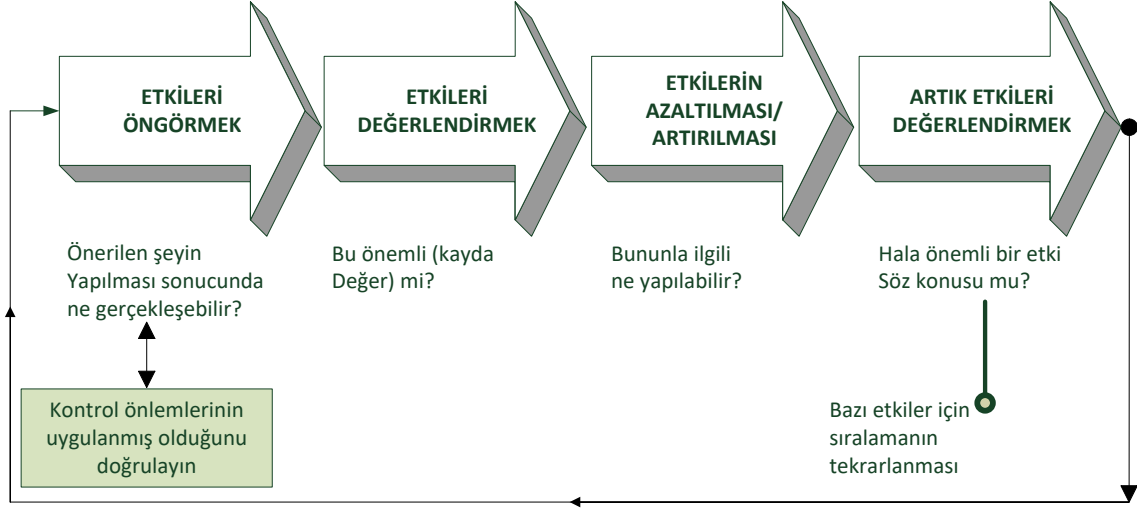 ETKİLERİ
ÖNGÖRMEK
ETKİLERİ
DEĞERLENDİRMEK
ETKİLERİN
AZALTILMASI/
ARTIRILMASI
ARTIK ETKİLERİ
DEĞERLENDİRMEK
Önerilen şeyin
Yapılması sonucunda
ne gerçekleşebilir?
Bu önemli (kayda
Değer) mi?
Bununla ilgili
ne yapılabilir?
Hala önemli bir etki
Söz konusu mu?
Kontrol önlemlerinin
uygulanmış olduğunu
doğrulayın
Bazı etkiler için
sıralamanın
tekrarlanması